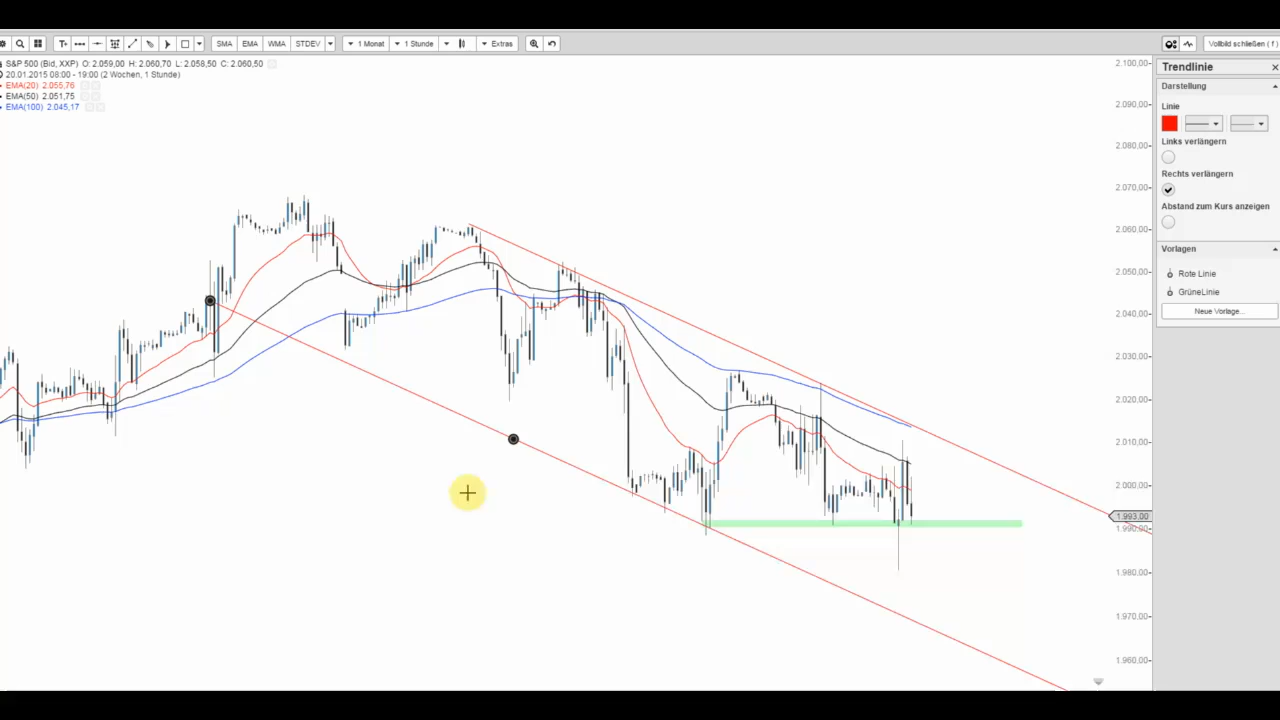 SMA EMA WMA STDEV 1 Monat 1 Stunde Extras Vollbild schließen ( f )
S&P 500 (Bid, XXP) O: 2.059,00 H: 2.060,70 L: 2.058,50 C: 2.060,50
20.01.2015 08:00 - 19:00 (2 Wochen, 1 Stunde)
EMA(20) 2.055,76
EMA(50) 2.051,75
EMA(100) 2.045,17
2.100,00
2.090,00
2.080,00
2.070,00
2.060,00
2.050,00
2.040,00
2.030,00
2.020,00
2.010,00
2.000,00
1.993,00
1.990,00
1.980,00
1.970,00
1.960,00
Trendlinie
Darstellung
Linie
Links verlängern
Rechts verlängern
Abstand zum Kurs anzeigen
Vorlagen
Rote Linie
GrüneLinie
Neue Vorlage...